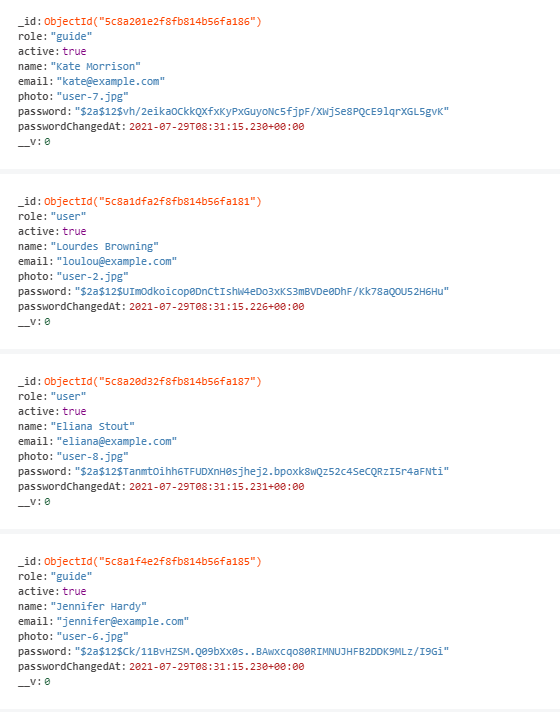 _id: ObjectId("5c8a201e2f8fb814b56fa186")
role: "guide"
active: true
name: "Kate Morrison"
email: "kate@example.com"
photo: "user-7.jpg"
password: "$2a$12$vh/2eikaOCkkQXfxKyPxGuyoNc5fjpF/XWjSe8PQcE9lqrXGL5gvK"
passwordChangedAt: 2021-07-29T08:31:15.230+00:00
__v: 0
_id: ObjectId("5c8a1dfa2f8fb814b56fa181")
role: "user"
active: true
name: "Lourdes Browning"
email: "loulou@example.com"
photo: "user-2.jpg"
password: "$2a$12$UImOdkoicop0DnCtIshW4eDo3xKS3mBVDe0DhF/Kk78aQOU52H6Hu"
passwordChangedAt: 2021-07-29T08:31:15.226+00:00
__v: 0
_id: ObjectId("5c8a20d32f8fb814b56fa187")
role: "user"
active: true
name: "Eliana Stout"
email: "eliana@example.com"
photo: "user-8.jpg"
password: "$2a$12$TanmtOihh6TFUDXnH0sjhej2.bpoxk8wQz52c4SeCQRzI5r4aFNti"
passwordChangedAt: 2021-07-29T08:31:15.231+00:00
__v: 0
_id: ObjectId("5c8a1f4e2f8fb814b56fa185")
role: "guide"
active: true
name: "Jennifer Hardy"
email: "jennifer@example.com"
photo: "user-6.jpg"
password: "$2a$12$Ck/11BvHZSM.Q09bXx0s..BAwxcqo80RIMNUJHFB2DDK9MLz/I9Gi"
passwordChangedAt: 2021-07-29T08:31:15.230+00:00
__v: 0